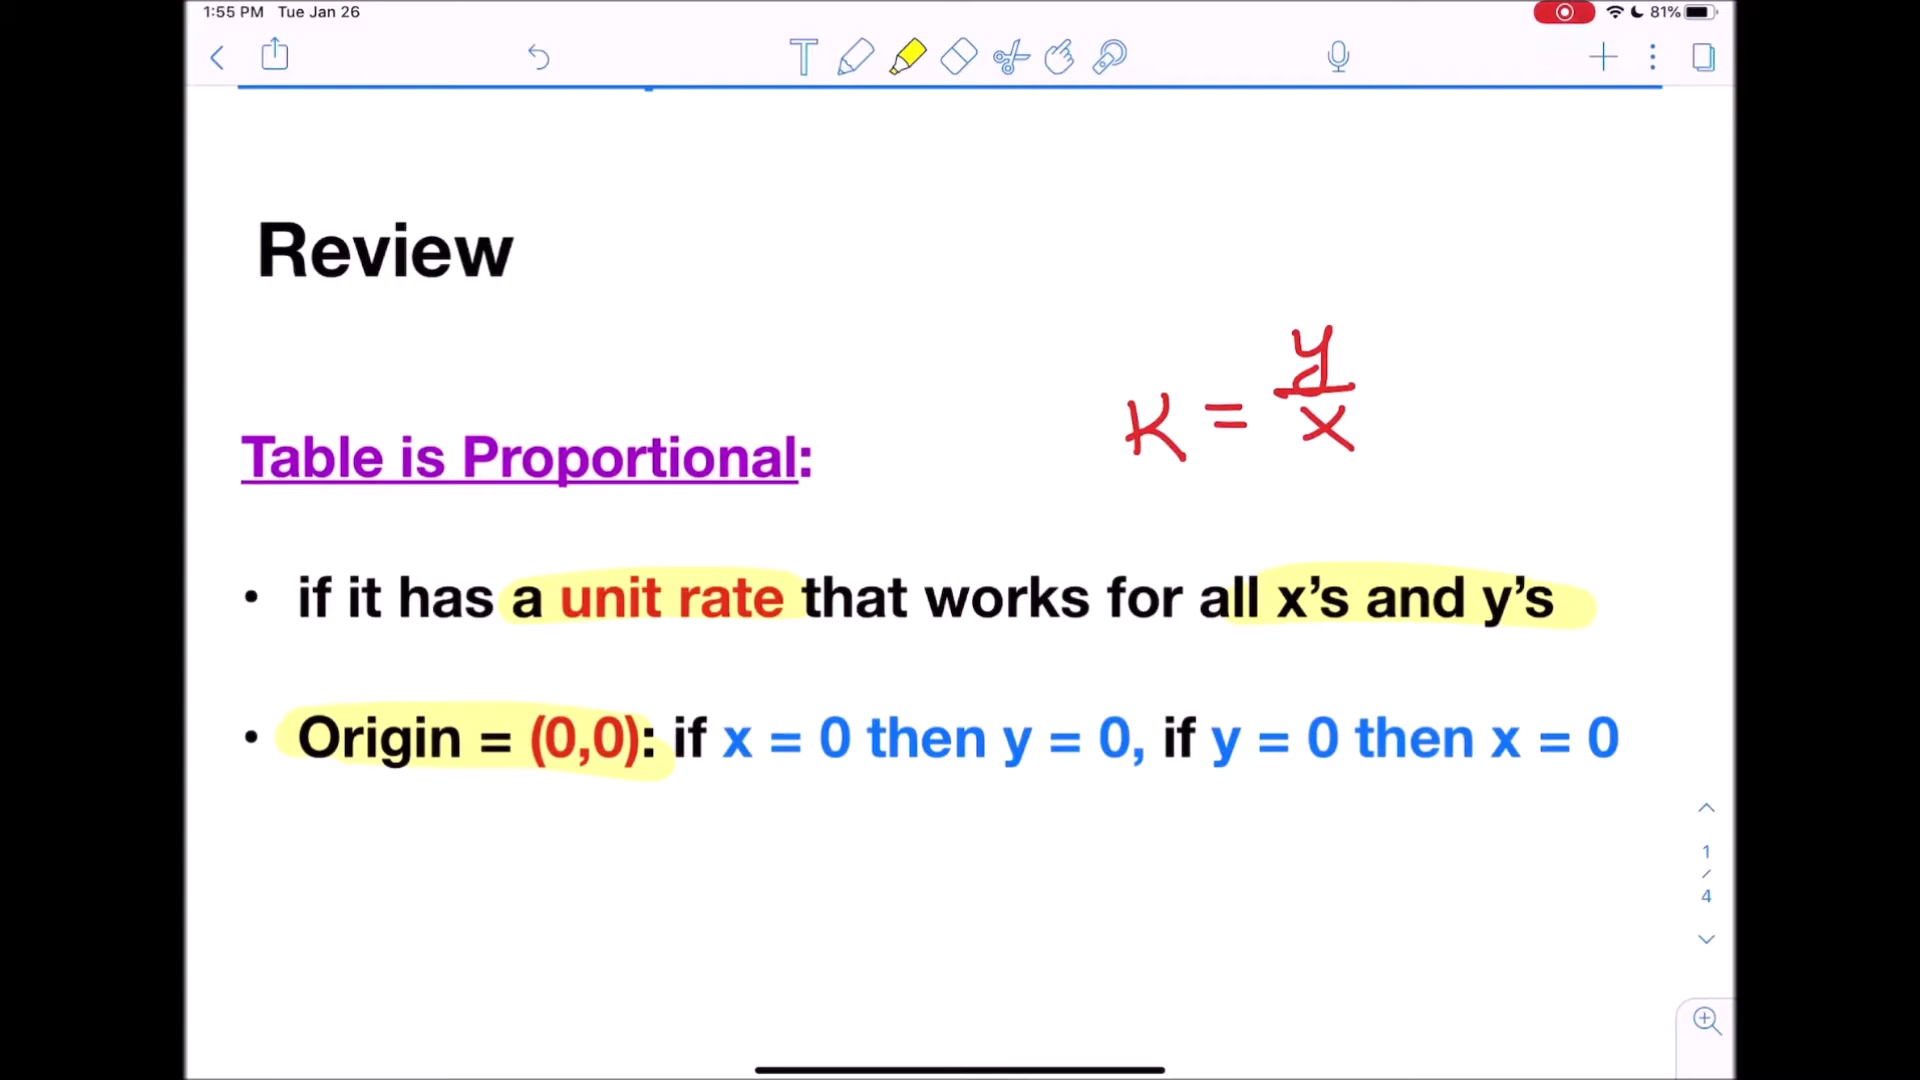 1:55 PM Tue Jan 26
81%
T
Review
K = y/x
Table is Proportional:
• if it has a unit rate that works for all x’s and y’s
• Origin = (0,0): if x = 0 then y = 0, if y = 0 then x = 0
1
/
4